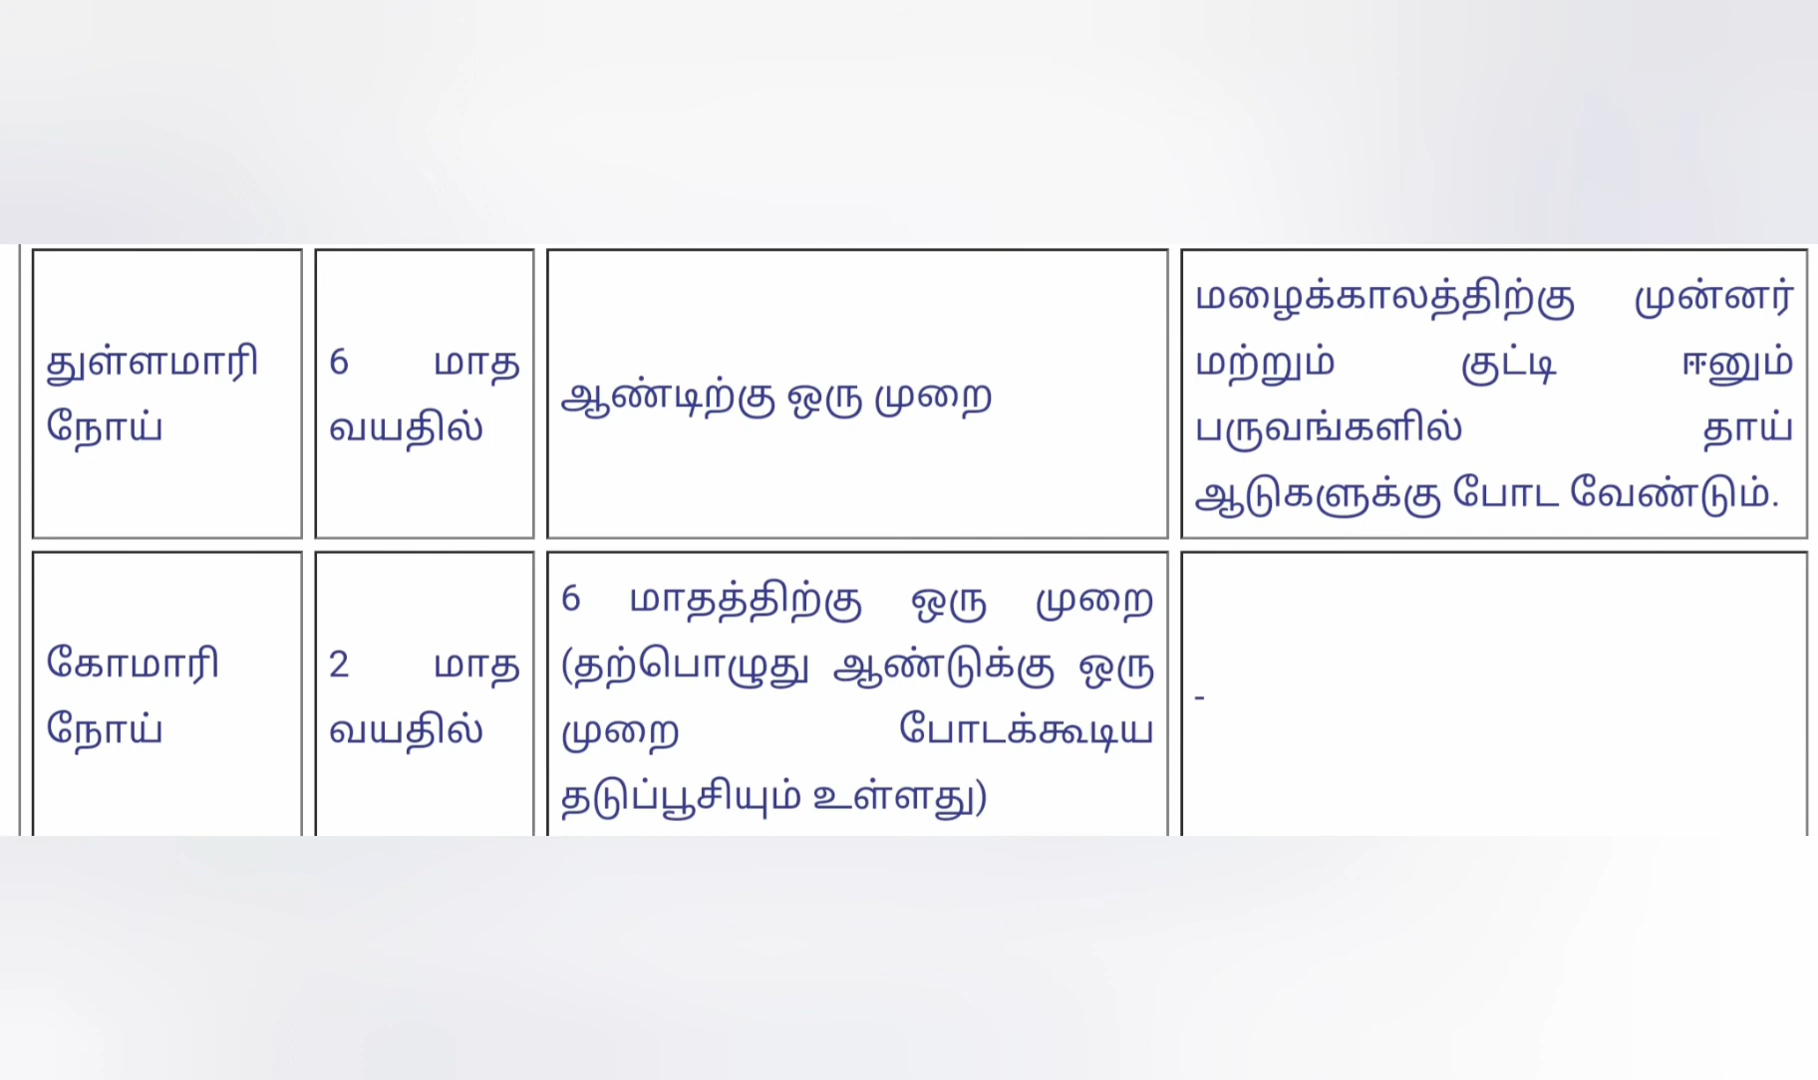 துள்ளமாரி
நோய்
6 மாத
வயதில்
ஆண்டிற்கு ஒரு முறை
மழைக்காலத்திற்கு முன்னர்
மற்றும் குட்டி ஈனும்
பருவங்களில் தாய்
ஆடுகளுக்கு போட வேண்டும்.
கோமாரி
நோய்
2 மாத
வயதில்
6 மாதத்திற்கு ஒரு முறை
(தற்பொழுது ஆண்டுக்கு ஒரு
முறை போடக்கூடிய
தடுப்பூசியும் உள்ளது)
-